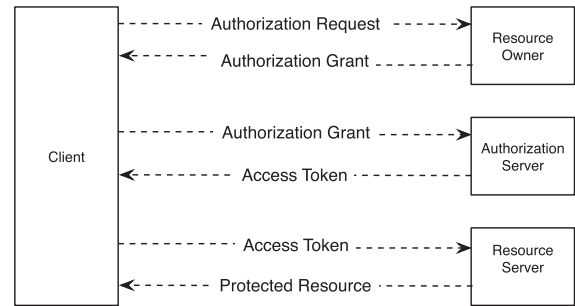 Authorization Request
Resource
Owner
Authorization Grant
Client
Authorization Grant
Authorization
Server
Access Token
Access Token
Resource
Server
Protected Resource